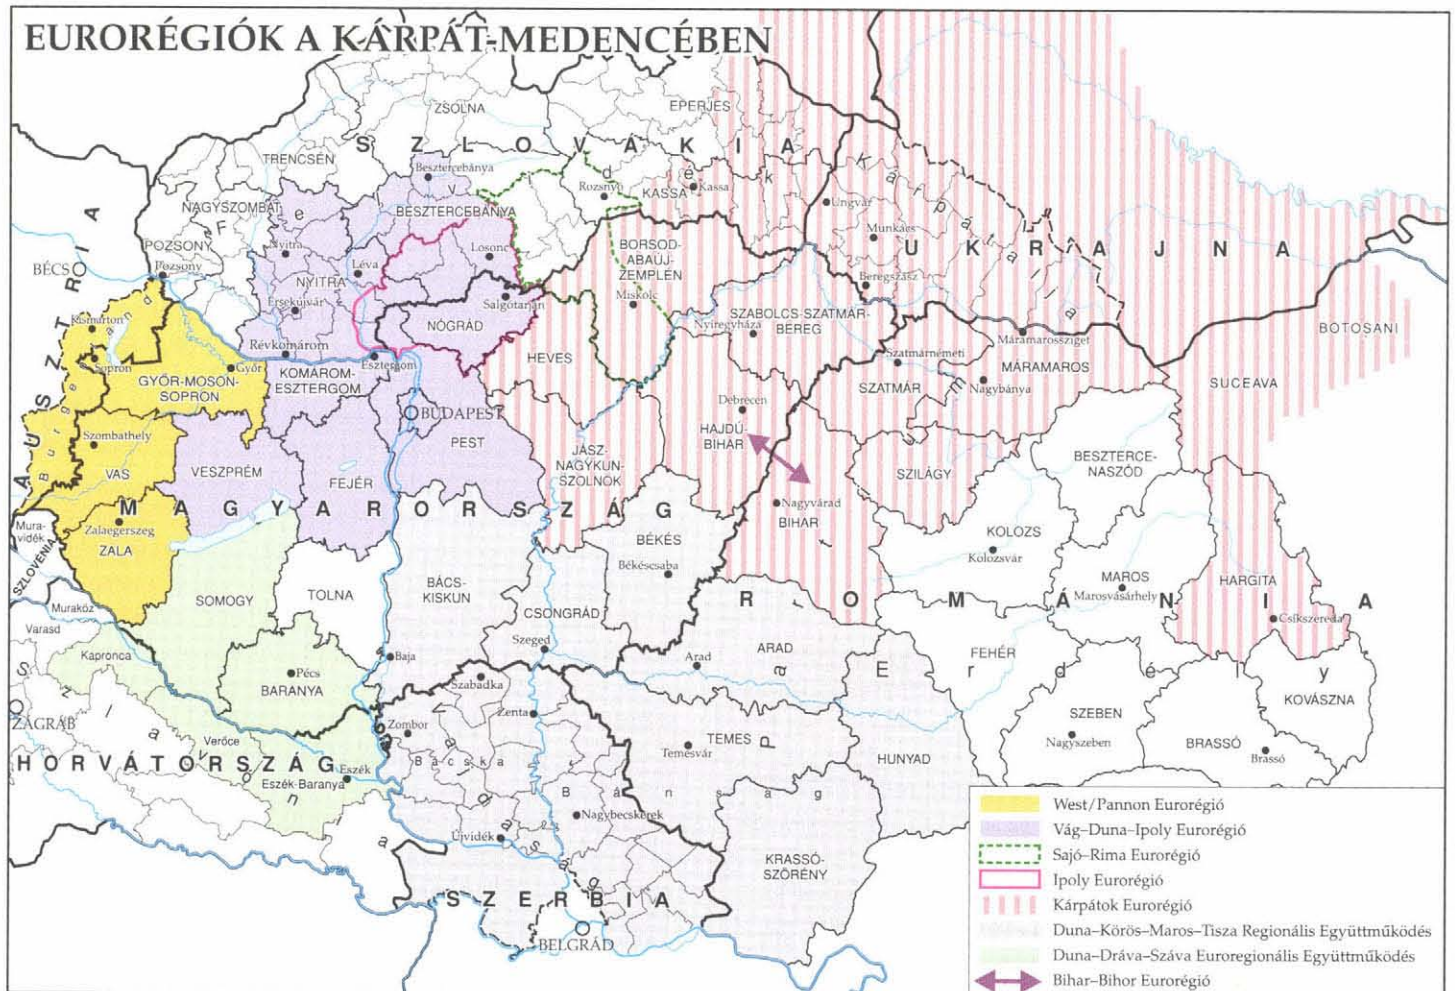 EURORÉGIÓK A KÁRPÁT-MEDENCÉBEN
ZSOLNA
EPERJES
SZLOVÁKIA
TRENCSÉN
Besztercebánya
Rozsnyó
KASSA
Kassa
Felvidék
NAGYSZOMBAT
BESZTERCEBÁNYA
Ungvár
Kárpátalja
Munkács
UKRAJNA
POZSONY
Pozsony
Nyitra
NYITRA
Léva
Losonc
BORSOD-
ABAÚJ-
ZEMPLÉN
Miskolc
Beregszász
BÉCS
AUSZTRIA
Burgenland
Kismarton
Érsekújvár
Salgótarján
NÓGRÁD
Nyíregyháza
SZABOLCS-SZATMÁR-
BEREG
BOTOSANI
Sopron
Révkomárom
Esztergom
HEVES
Szatmárnémeti
Máramarossziget
GYŐR-MOSON-
SOPRON
Győr
KOMÁROM-
ESZTERGOM
SZATMÁR
Nagybánya
MÁRAMAROS
SUCEAVA
BUDAPEST
Debrecen
HAJDÚ-
BIHAR
Szombathely
VAS
VESZPRÉM
FEJÉR
PEST
JÁSZ-
NAGYKUN-
SZOLNOK
SZILÁGY
BESZTERCE-
NASZÓD
MAGYARORSZÁG
Mura-
vidék
SZLOVÉNIA
Zalaegerszeg
ZALA
Nagyvárad
BIHAR
BÉKÉS
Békéscsaba
KOLOZS
Kolozsvár
Muraköz
SOMOGY
TOLNA
BÁCS-
KISKUN
CSONGRÁD
Szeged
ROMÁNIA
MAROS
Marosvásárhely
HARGITA
Csíkszereda
Varasd
Kapronca
Baja
Arad
ARAD
FEHÉR
Erdély
Partium
Pécs
BARANYA
Szabadka
KOVÁSZNA
ZÁGRÁB
Szlavónia
Zombor
Zenta
TEMES
Temesvár
SZEBEN
Nagyszeben
BRASSÓ
Brassó
Verőce
HORVÁTORSZÁG
Eszék
Eszék-Baranya
Bácska
Bánság
HUNYAD
Vajdaság
Nagybecskerek
Újvidék
KRASSÓ-
SZÖRÉNY
SZERBIA
BELGRÁD
West/Pannon Eurorégió
Vág–Duna–Ipoly Eurorégió
Sajó–Rima Eurorégió
Ipoly Eurorégió
Kárpátok Eurorégió
Duna–Körös–Maros–Tisza Regionális Együttműködés
Duna–Dráva–Száva Euroregionális Együttműködés
Bihar–Bihor Eurorégió